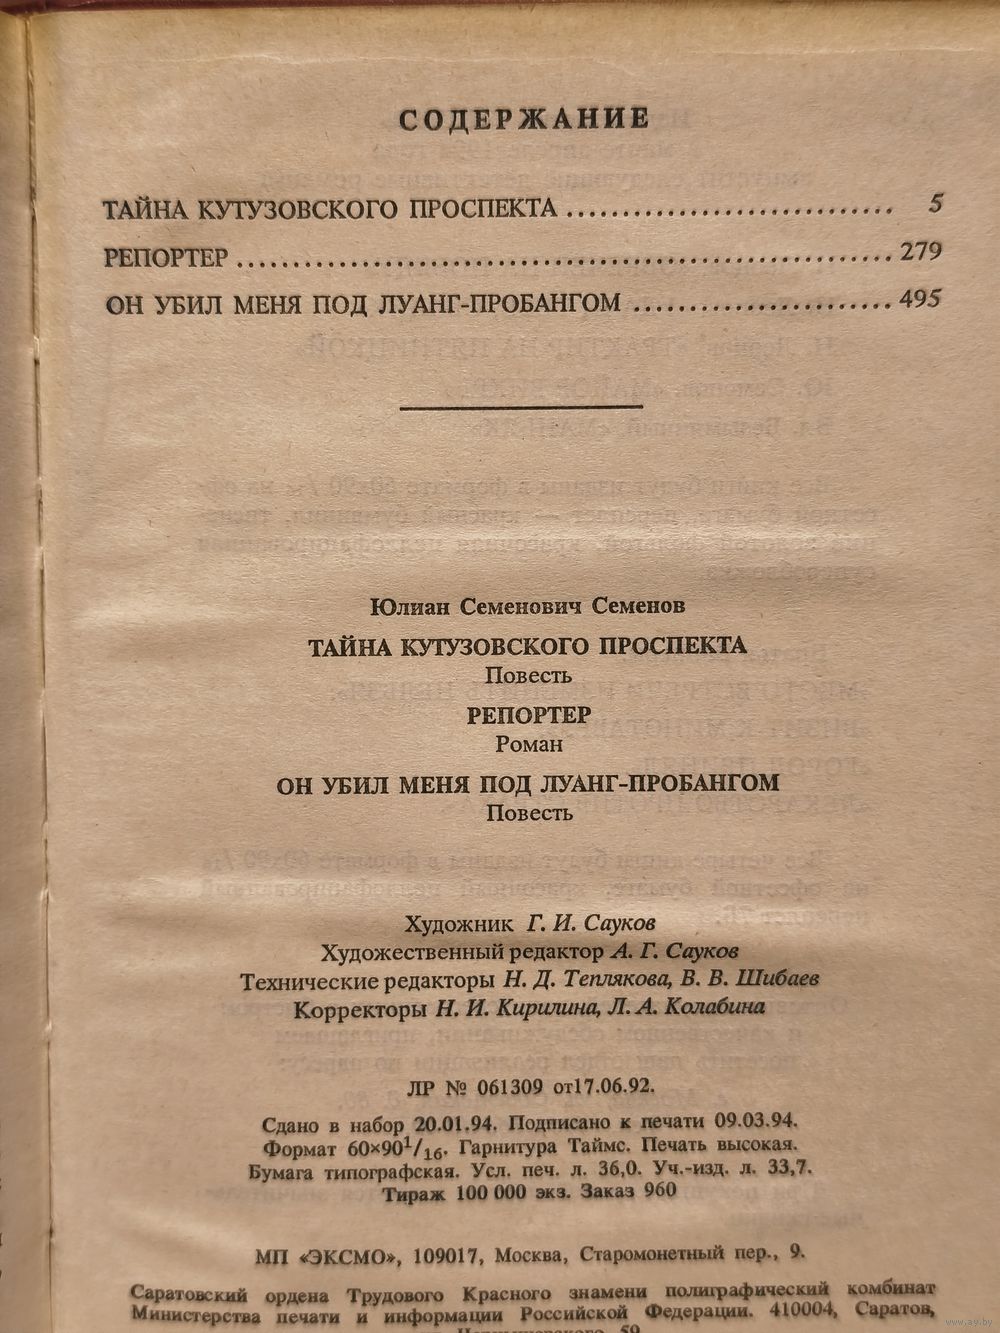 СОДЕРЖАНИЕ
ТАЙНА КУТУЗОВСКОГО ПРОСПЕКТА ............................. 5
РЕПОРТЕР ........................................................... 279
ОН УБИЛ МЕНЯ ПОД ЛУАНГ-ПРОБАНГОМ ....................... 495
Юлиан Семенович Семенов
ТАЙНА КУТУЗОВСКОГО ПРОСПЕКТА
Повесть
РЕПОРТЕР
Роман
ОН УБИЛ МЕНЯ ПОД ЛУАНГ-ПРОБАНГОМ
Повесть
Художник Г. И. Сауков
Художественный редактор А. Г. Сауков
Технические редакторы Н. Д. Теплякова, В. В. Шибаев
Корректоры Н. И. Кирилина, Л. А. Колабина
ЛР № 061309 от17.06.92.
Сдано в набор 20.01.94. Подписано к печати 09.03.94.
Формат 60×90¹/₁₆. Гарнитура Таймс. Печать высокая.
Бумага типографская. Усл. печ. л. 36,0. Уч.-изд. л. 33,7.
Тираж 100 000 экз. Заказ 960
МП «ЭКСМО», 109017, Москва, Старомонетный пер., 9.
Саратовский ордена Трудового Красного знамени полиграфический комбинат
Министерства печати и информации Российской Федерации. 410004, Саратов,
59
www.ay.by